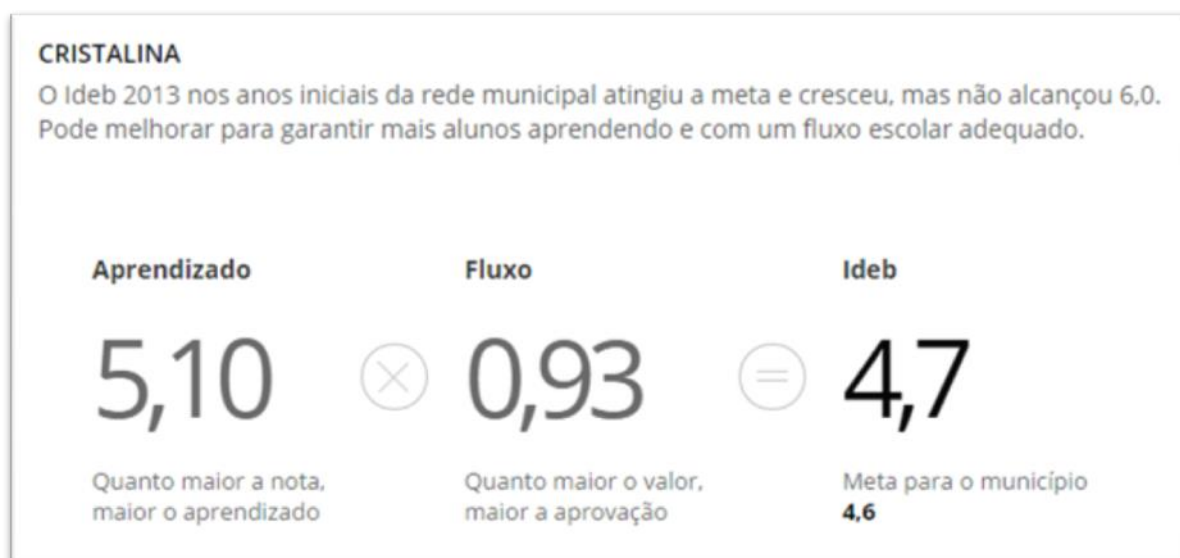 CRISTALINA
O Ideb 2013 nos anos iniciais da rede municipal atingiu a meta e cresceu, mas não alcançou 6,0.
Pode melhorar para garantir mais alunos aprendendo e com um fluxo escolar adequado.
Aprendizado Fluxo Ideb
5,10 × 0,93 = 4,7
Quanto maior a nota, Quanto maior o valor, Meta para o município
maior o aprendizado maior a aprovação 4,6